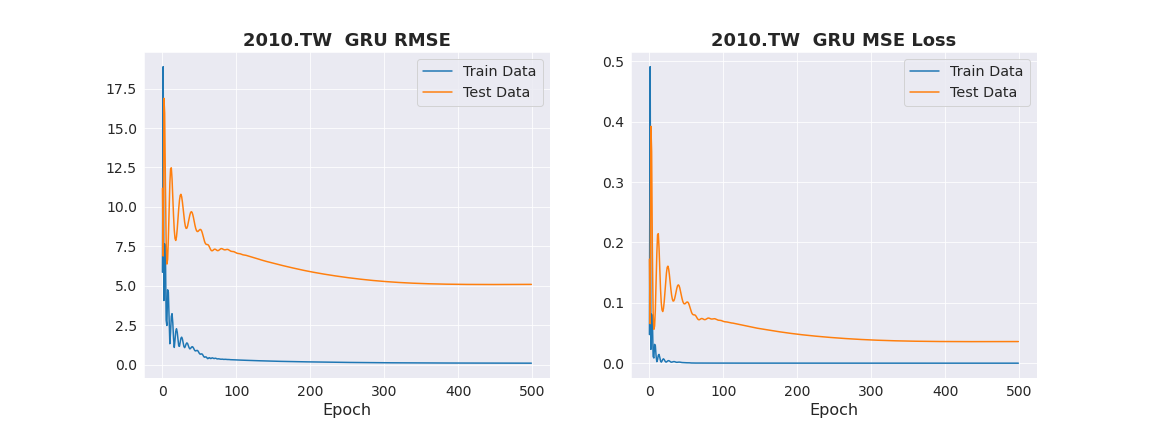 2010.TW  GRU RMSE
Train Data
Test Data
17.5
15.0
12.5
10.0
7.5
5.0
2.5
0.0
0 100 200 300 400 500
Epoch
2010.TW  GRU MSE Loss
Train Data
Test Data
0.5
0.4
0.3
0.2
0.1
0.0
0 100 200 300 400 500
Epoch